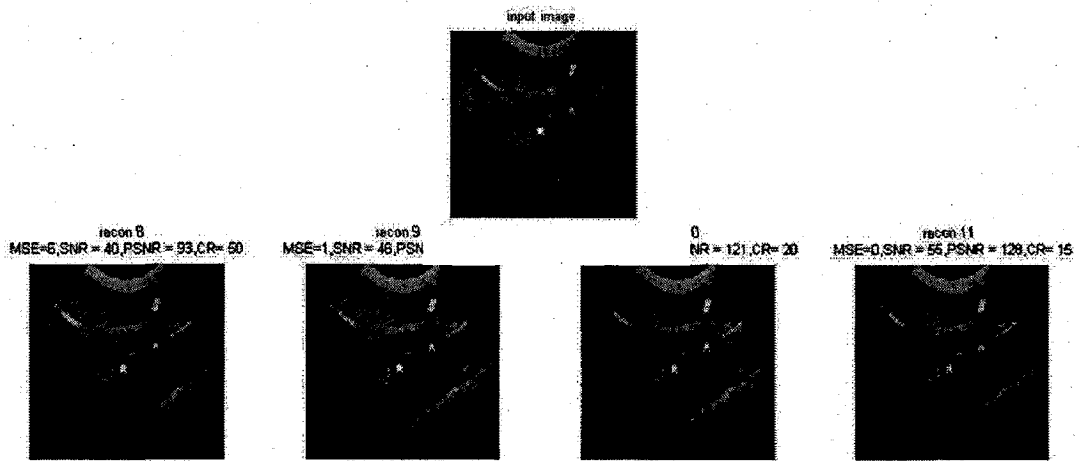 input image
recon 8
MSE=6,SNR = 40,PSNR = 93,CR= 50
recon 9
MSE=1,SNR = 46,PSN
0
NR = 121,CR= 20
recon 11
MSE=0,SNR = 55,PSNR = 128,CR= 15